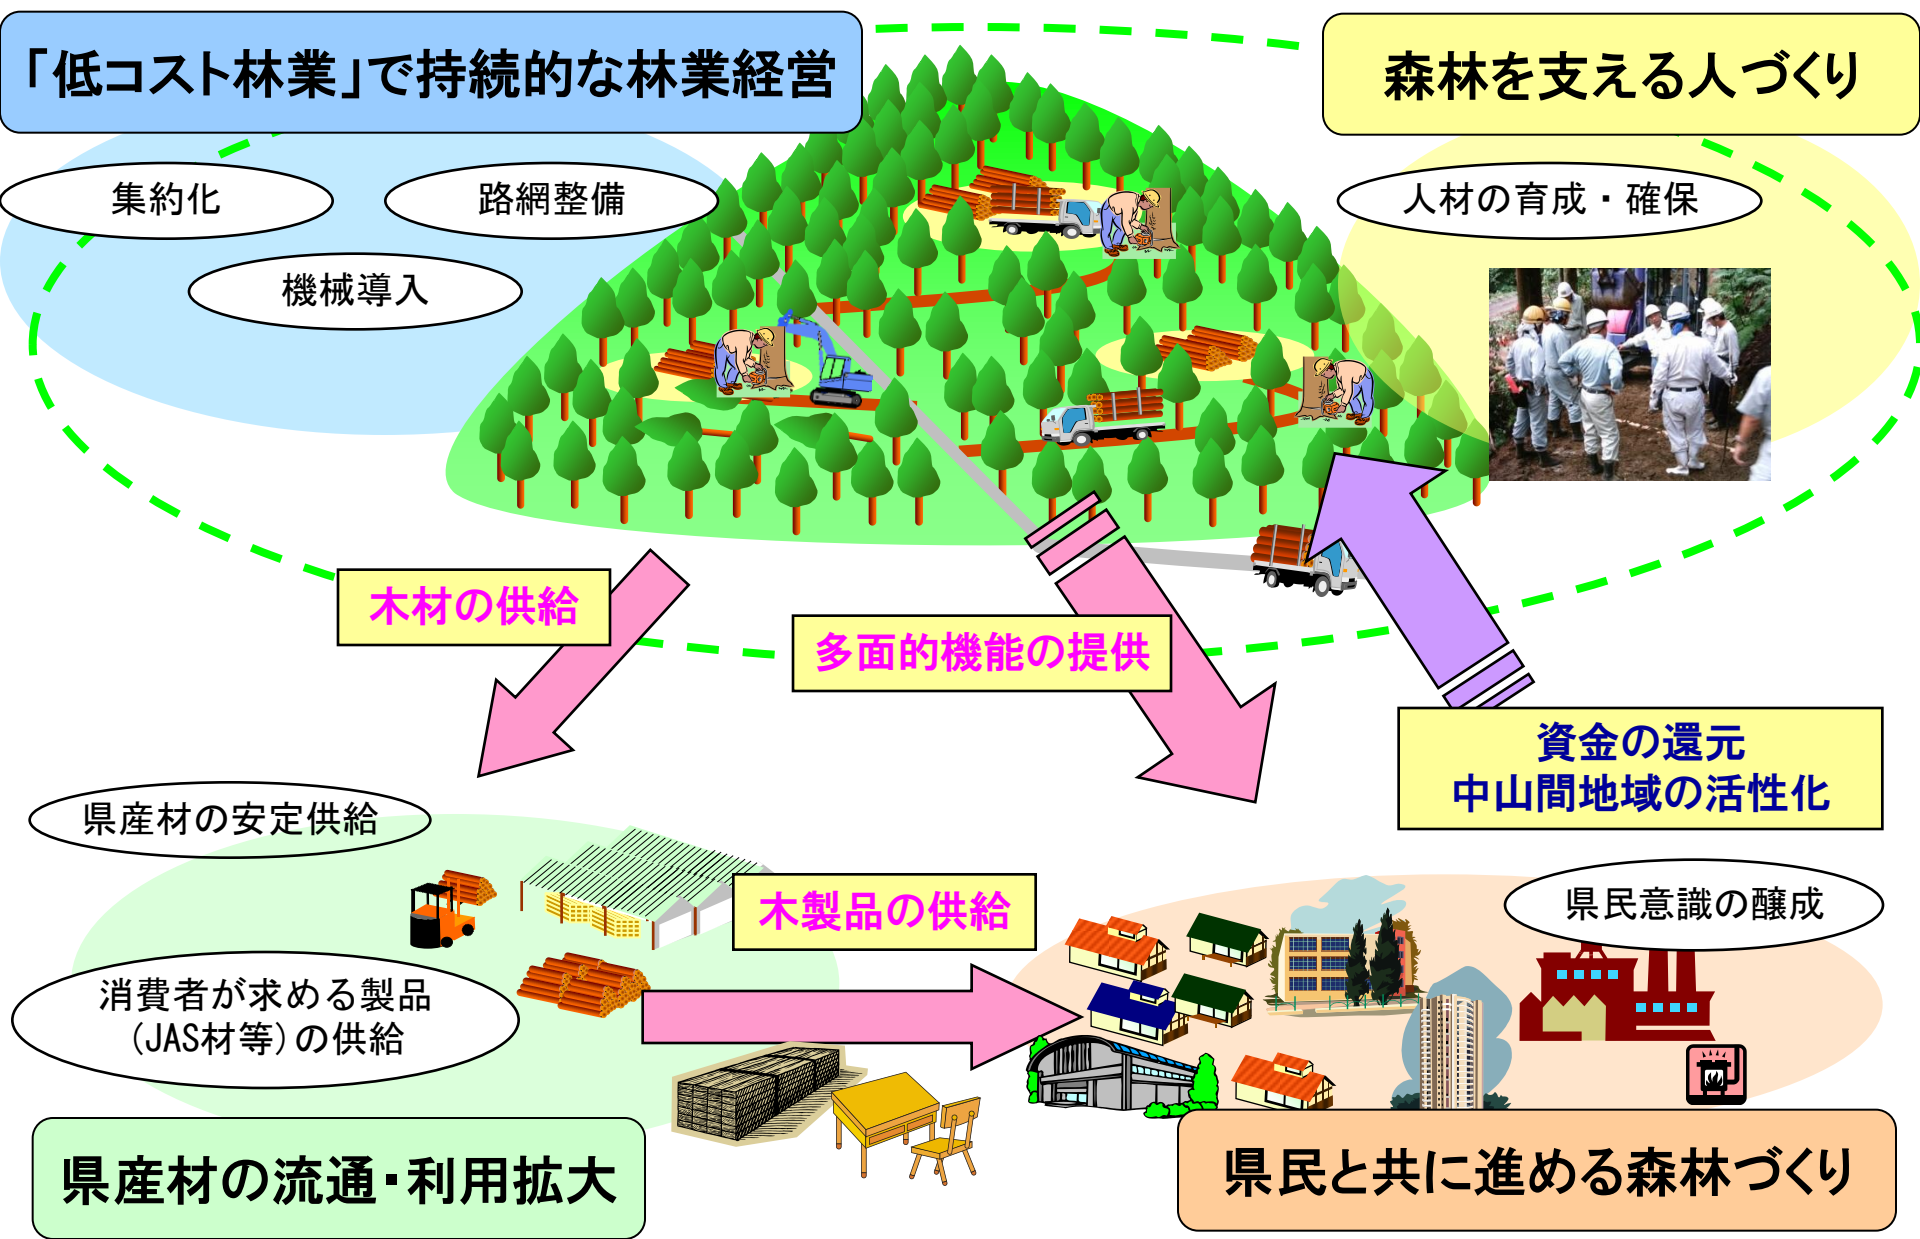 「低コスト林業」で持続的な林業経営
森林を支える人づくり
集約化
路網整備
機械導入
人材の育成・確保
木材の供給
多面的機能の提供
資金の還元
中山間地域の活性化
県産材の安定供給
木製品の供給
県民意識の醸成
消費者が求める製品
(JAS材等)の供給
県産材の流通・利用拡大
県民と共に進める森林づくり